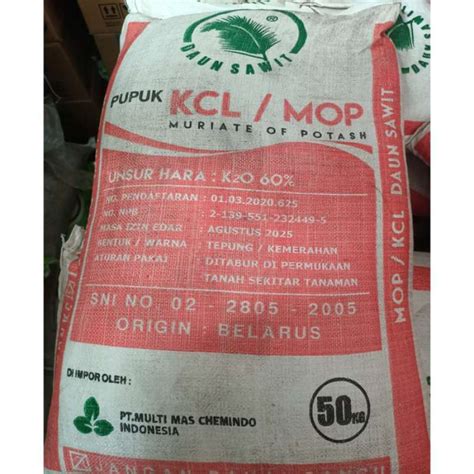 DAUN SAWIT
PUPUK KCL / MOP
MURIATE OF POTASH
UNSUR HARA : K2O 60%
NO. PENDAFTARAN : 01.03.2020.625
NO. NPB : 2-139-551-232449-5
MASA IZIN EDAR : AGUSTUS 2025
BENTUK / WARNA : TEPUNG / KEMERAHAN
ATURAN PAKAI : DITABUR DI PERMUKAAN
TANAH SEKITAR TANAMAN
SNI NO. 02 - 2805 - 2005
ORIGIN : BELARUS
DI IMPOR OLEH :
PT.MULTI MAS CHEMINDO
INDONESIA
50KG
JANGAN
MOP / KCL DAUN SAWIT